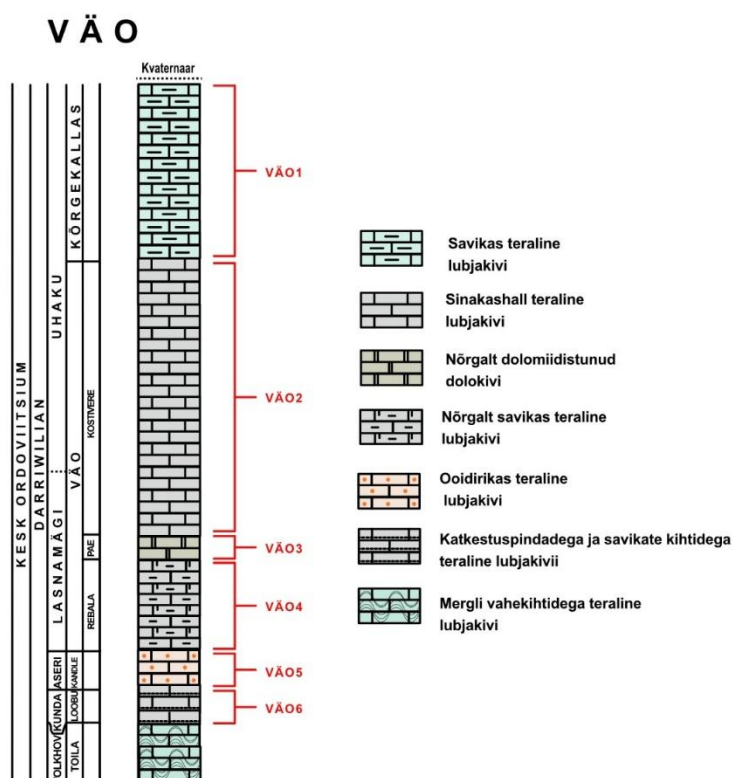 VÄO
Kvaternaar
KESK ORDOVIITSIUM
DARRIWILIAN
UHAKU
LASNAMÄGI
ASERI
KUNDA
VOLKHOV
KÕRGEKALLAS
VÄO
KANDLE
LOOBU
TOILA
KOSTIVERE
PAE
REBALA
VÄO1
VÄO2
VÄO3
VÄO4
VÄO5
VÄO6
Savikas teraline
lubjakivi
Sinakashall teraline
lubjakivi
Nõrgalt dolomiidistunud
dolokivi
Nõrgalt savikas teraline
lubjakivi
Ooidirikas teraline
lubjakivi
Katkestuspindadega ja savikate kihtidega
teraline lubjakivii
Mergli vahekihtidega teraline
lubjakivi